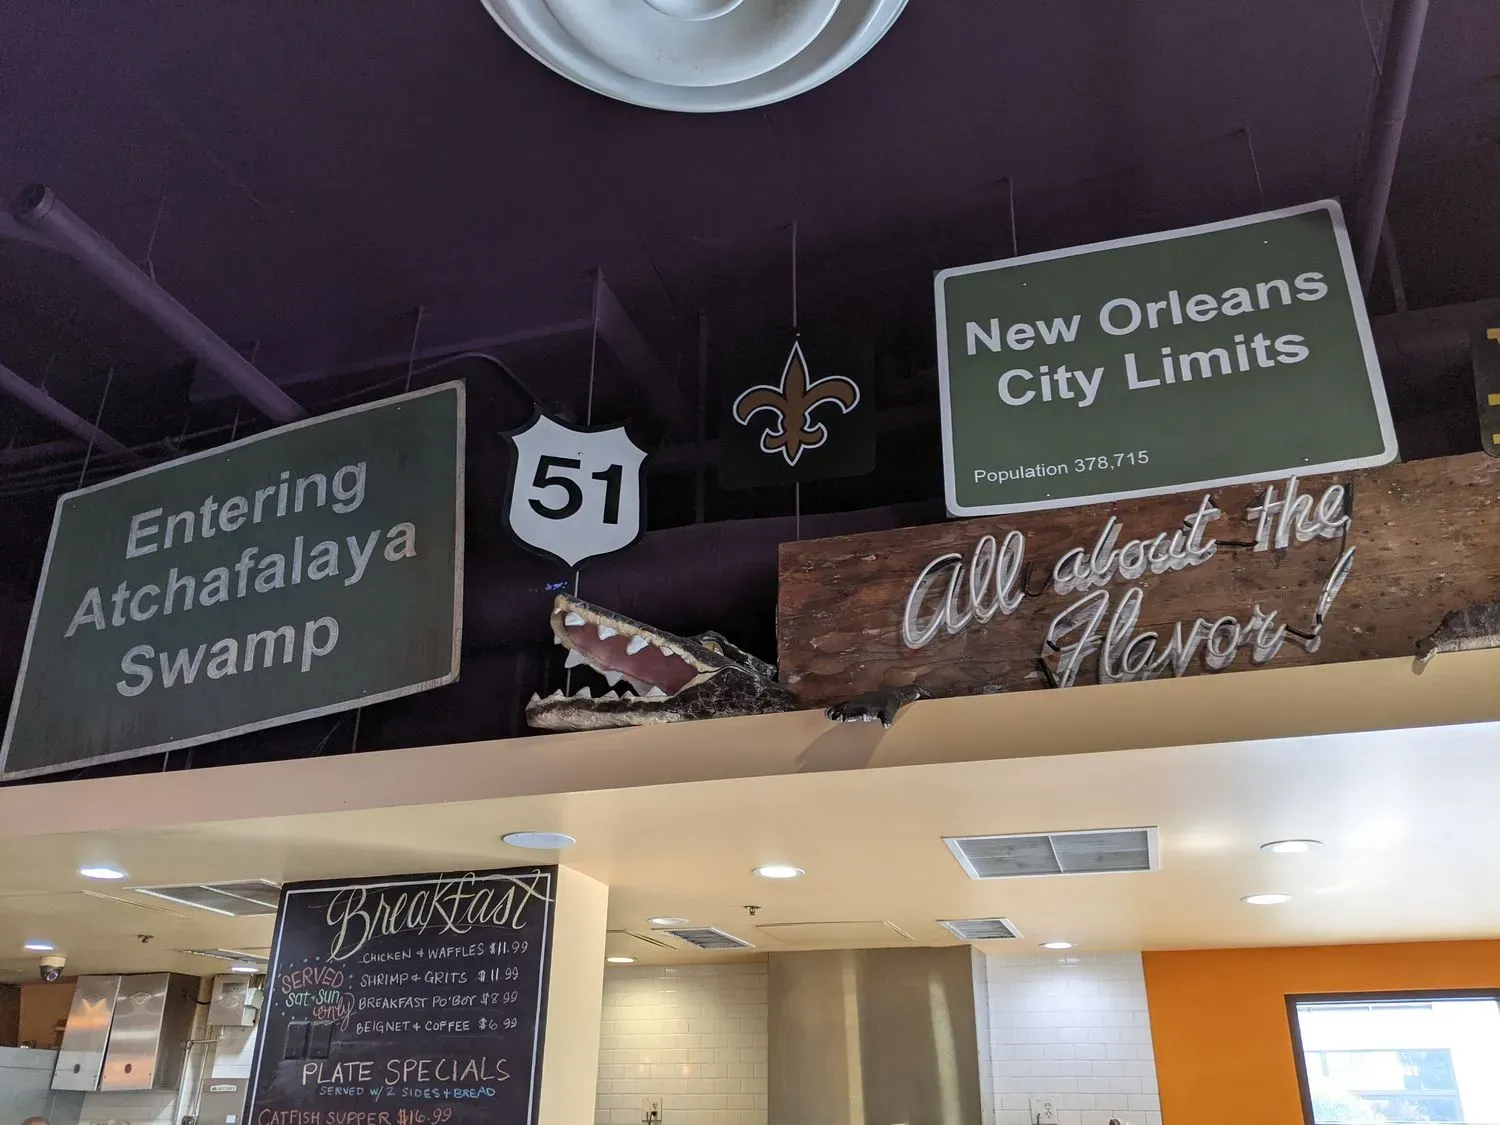 Entering
Atchafalaya
Swamp
51
New Orleans
City Limits
Population 378,715
All about the
Flavor!
Breakfast
CHICKEN & WAFFLES $11.99
SHRIMP & GRITS $11.99
BREAKFAST PO'BOY $8.99
BEIGNET & COFFEE $6.99
SERVED
sat + sun
only
PLATE SPECIALS
SERVED W/ 2 SIDES + BREAD
CATFISH SUPPER $16.99